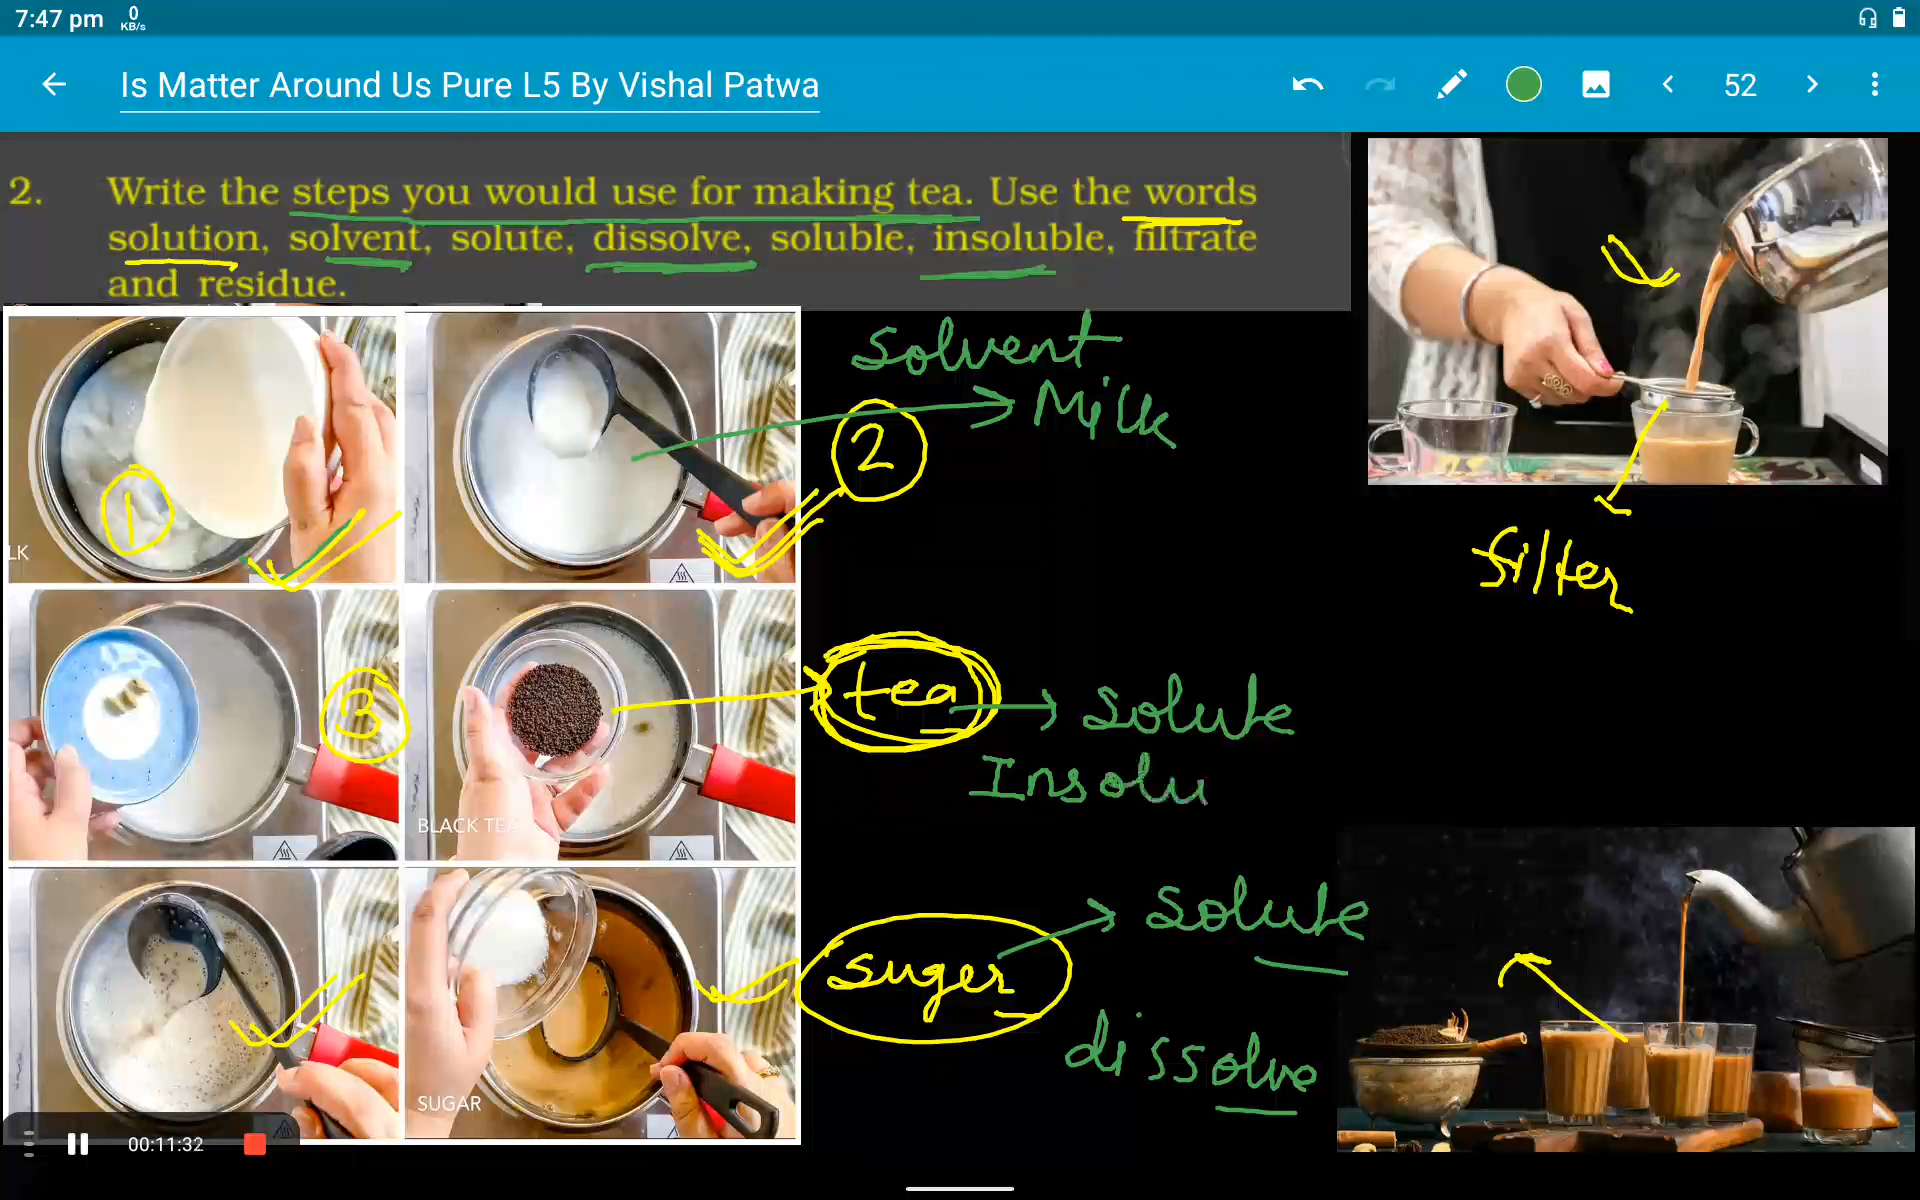 7:47 pm 0 KB/s
Is Matter Around Us Pure L5 By Vishal Patwa
52
2. Write the steps you would use for making tea. Use the words
solution, solvent, solute, dissolve, soluble, insoluble, filtrate
and residue.
Solvent
Milk
1
2
LK
filter
3
tea
Solute
Insolu
BLACK TEA
Solute
suger
dissolve
SUGAR
00:11:32